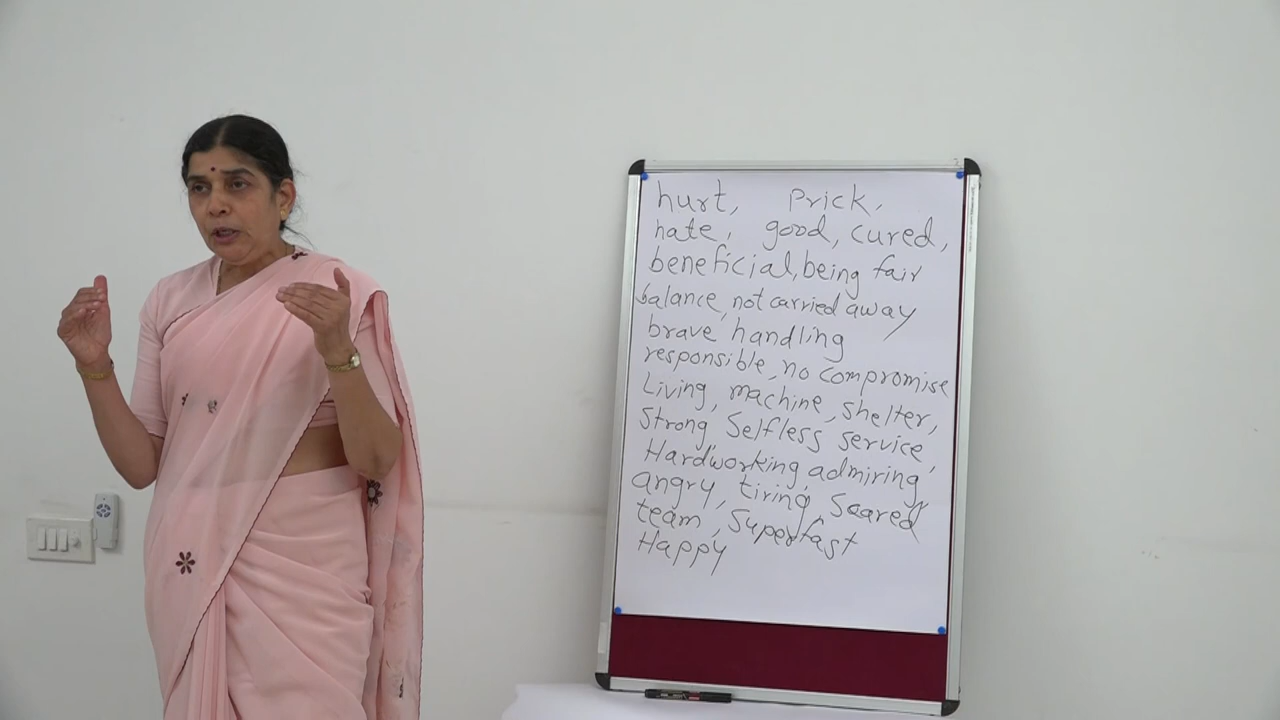 hurt, Prick,
hate, good, cured,
beneficial, being fair
balance, not carried away
brave, handling
responsible, no compromise
Living, machine, shelter,
strong, Selfless service,
Hardworking, admiring,
angry, tiring, Scared
team, Superfast
Happy